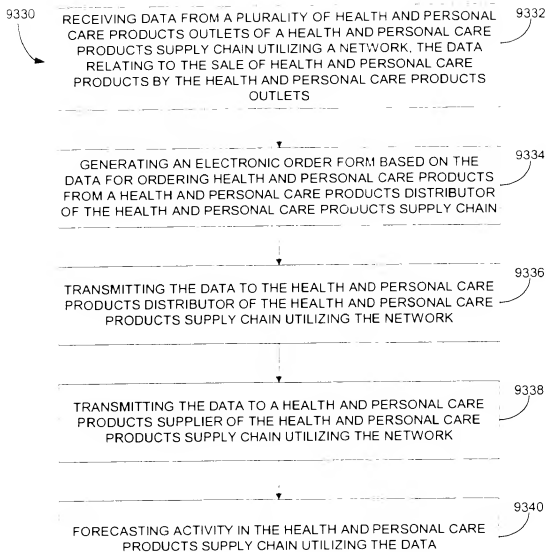 9330
RECEIVING DATA FROM A PLURALITY OF HEALTH AND PERSONAL
CARE PRODUCTS OUTLETS OF A HEALTH AND PERSONAL CARE
PRODUCTS SUPPLY CHAIN UTILIZING A NETWORK, THE DATA
RELATING TO THE SALE OF HEALTH AND PERSONAL CARE
PRODUCTS BY THE HEALTH AND PERSONAL CARE PRODUCTS
OUTLETS
9332
GENERATING AN ELECTRONIC ORDER FORM BASED ON THE
DATA FOR ORDERING HEALTH AND PERSONAL CARE PRODUCTS
FROM A HEALTH AND PERSONAL CARE PRODUCTS DISTRIBUTOR
OF THE HEALTH AND PERSONAL CARE PRODUCTS SUPPLY CHAIN
9334
TRANSMITTING THE DATA TO THE HEALTH AND PERSONAL CARE
PRODUCTS DISTRIBUTOR OF THE HEALTH AND PERSONAL CARE
PRODUCTS SUPPLY CHAIN UTILIZING THE NETWORK
9336
TRANSMITTING THE DATA TO A HEALTH AND PERSONAL CARE
PRODUCTS SUPPLIER OF THE HEALTH AND PERSONAL CARE
PRODUCTS SUPPLY CHAIN UTILIZING THE NETWORK
9338
FORECASTING ACTIVITY IN THE HEALTH AND PERSONAL CARE
PRODUCTS SUPPLY CHAIN UTILIZING THE DATA
9340